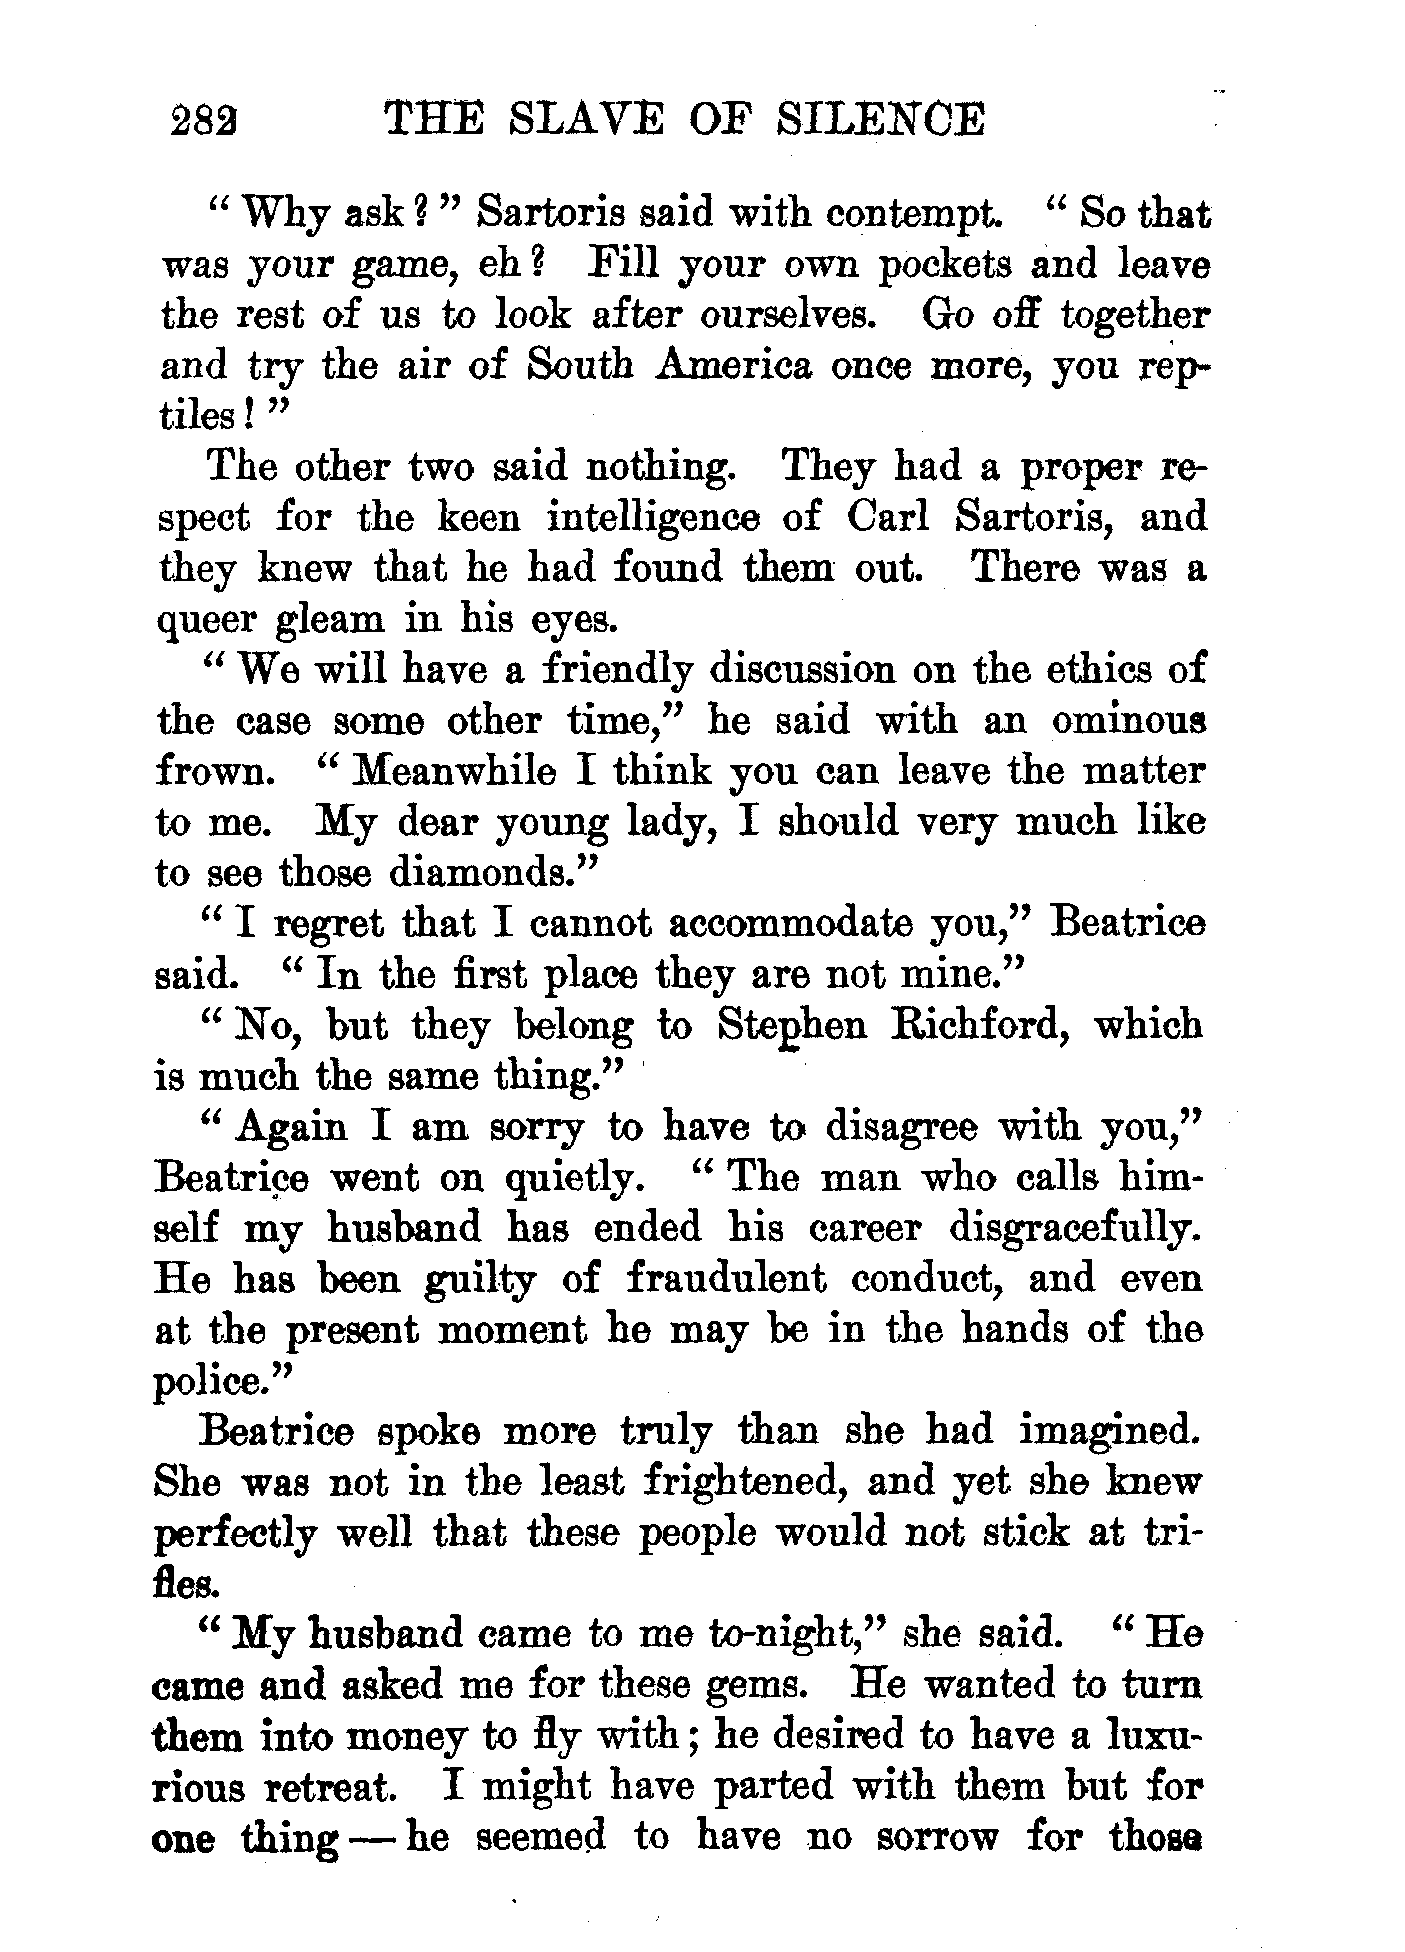 282 THE SLAVE OF SILENCE
“ Why ask? ” Sartoris said with contempt. “ So that
was your game, eh? Fill your own pockets and leave
the rest of us to look after ourselves. Go off together
and try the air of South America once more, you rep-
tiles! ”
The other two said nothing. They had a proper re-
spect for the keen intelligence of Carl Sartoris, and
they knew that he had found them out. There was a
queer gleam in his eyes.
“ We will have a friendly discussion on the ethics of
the case some other time,” he said with an ominous
frown. “ Meanwhile I think you can leave the matter
to me. My dear young lady, I should very much like
to see those diamonds.”
“ I regret that I cannot accommodate you,” Beatrice
said. “ In the first place they are not mine.”
“ No, but they belong to Stephen Richford, which
is much the same thing.”
“ Again I am sorry to have to disagree with you,”
Beatrice went on quietly. “ The man who calls him-
self my husband has ended his career disgracefully.
He has been guilty of fraudulent conduct, and even
at the present moment he may be in the hands of the
police.”
Beatrice spoke more truly than she had imagined.
She was not in the least frightened, and yet she knew
perfectly well that these people would not stick at tri-
fles.
“ My husband came to me to-night,” she said. “ He
came and asked me for these gems. He wanted to turn
them into money to fly with; he desired to have a luxu-
rious retreat. I might have parted with them but for
one thing — he seemed to have no sorrow for those